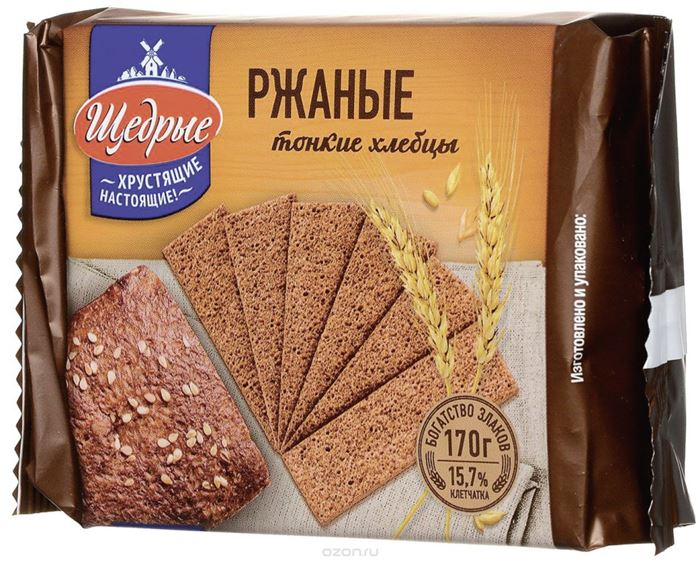 Щедрые
~ ХРУСТЯЩИЕ
НАСТОЯЩИЕ! ~
РЖАНЫЕ
тонкие хлебцы
БОГАТСТВО ЗЛАКОВ
170г
15,7%
КЛЕТЧАТКА
Изготовлено и упаковано:
ozon.ru